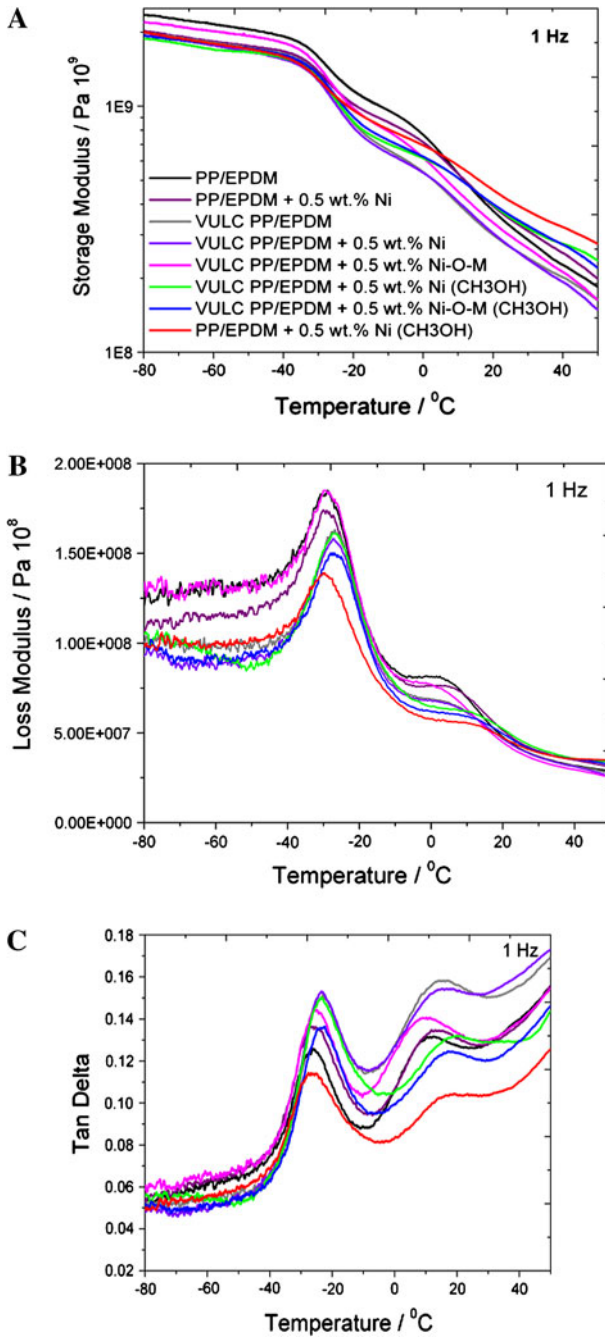 A
1 Hz
Storage Modulus / Pa 10⁹
1E9
1E8
PP/EPDM
PP/EPDM + 0.5 wt.% Ni
VULC PP/EPDM
VULC PP/EPDM + 0.5 wt.% Ni
VULC PP/EPDM + 0.5 wt.% Ni-O-M
VULC PP/EPDM + 0.5 wt.% Ni (CH3OH)
VULC PP/EPDM + 0.5 wt.% Ni-O-M (CH3OH)
PP/EPDM + 0.5 wt.% Ni (CH3OH)
-80 -60 -40 -20 0 20 40
Temperature / ⁰C
B
1 Hz
Loss Modulus / Pa 10⁸
2.00E+008
1.50E+008
1.00E+008
5.00E+007
0.00E+000
-80 -60 -40 -20 0 20 40
Temperature / ⁰C
C
1 Hz
Tan Delta
0.18
0.16
0.14
0.12
0.10
0.08
0.06
0.04
0.02
-80 -60 -40 -20 0 20 40
Temperature / ⁰C